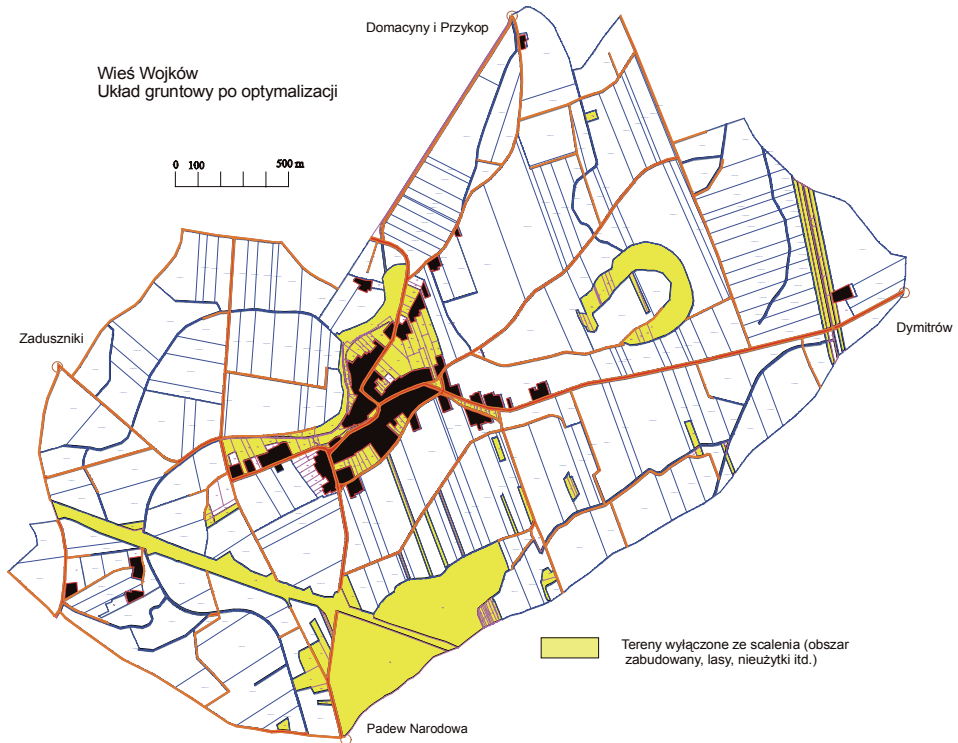 Domacyny i Przykop
Wieś Wojków
Układ gruntowy po optymalizacji
0 100 500 m
Zaduszniki
Dymitrów
Tereny wyłączone ze scalenia (obszar
zabudowany, lasy, nieużytki itd.)
Padew Narodowa